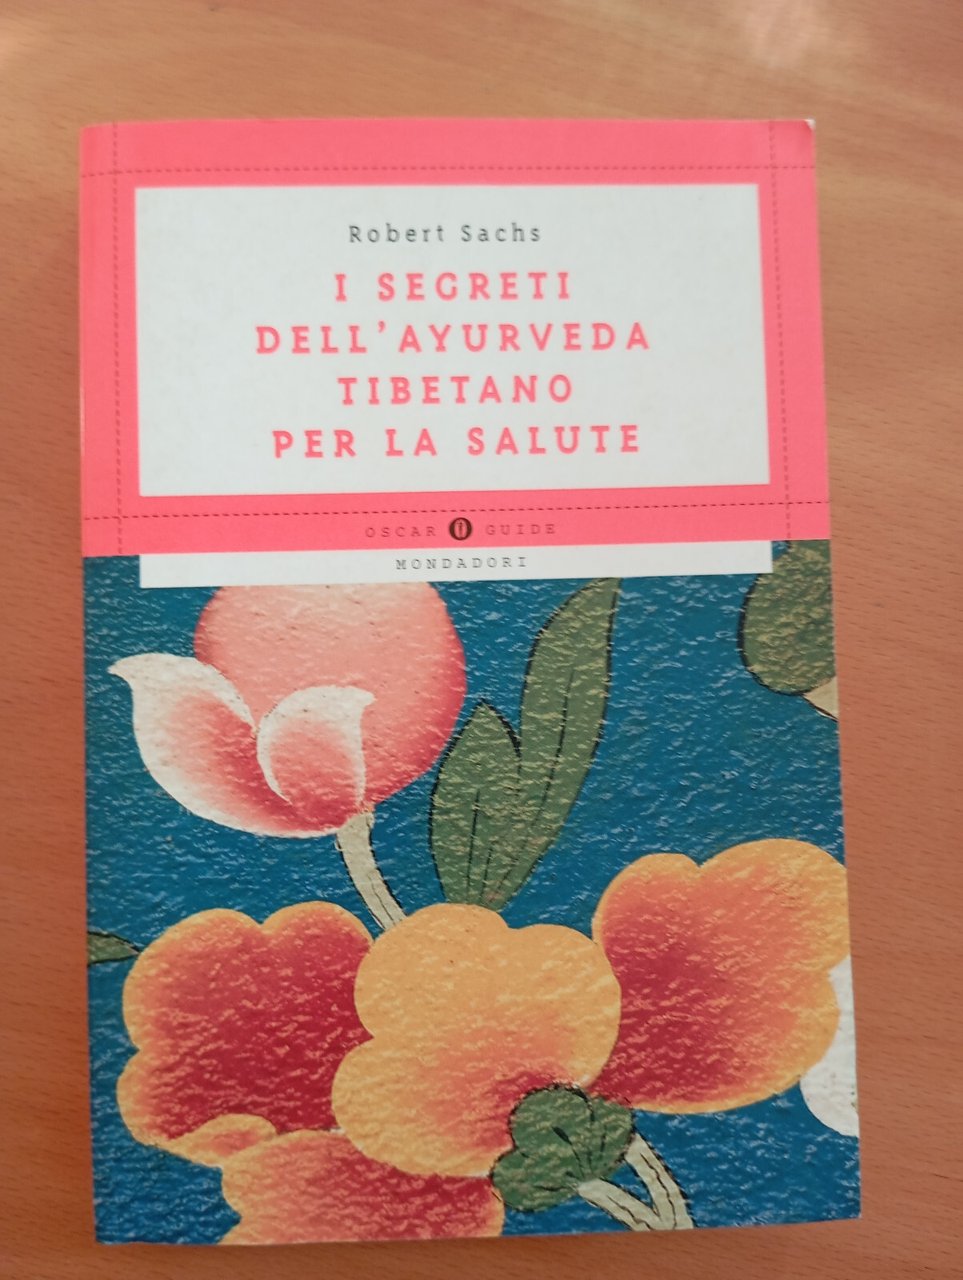 Robert Sachs
I SEGRETI
DELL'AYURVEDA
TIBETANO
PER LA SALUTE
OSCAR GUIDE
MONDADORI